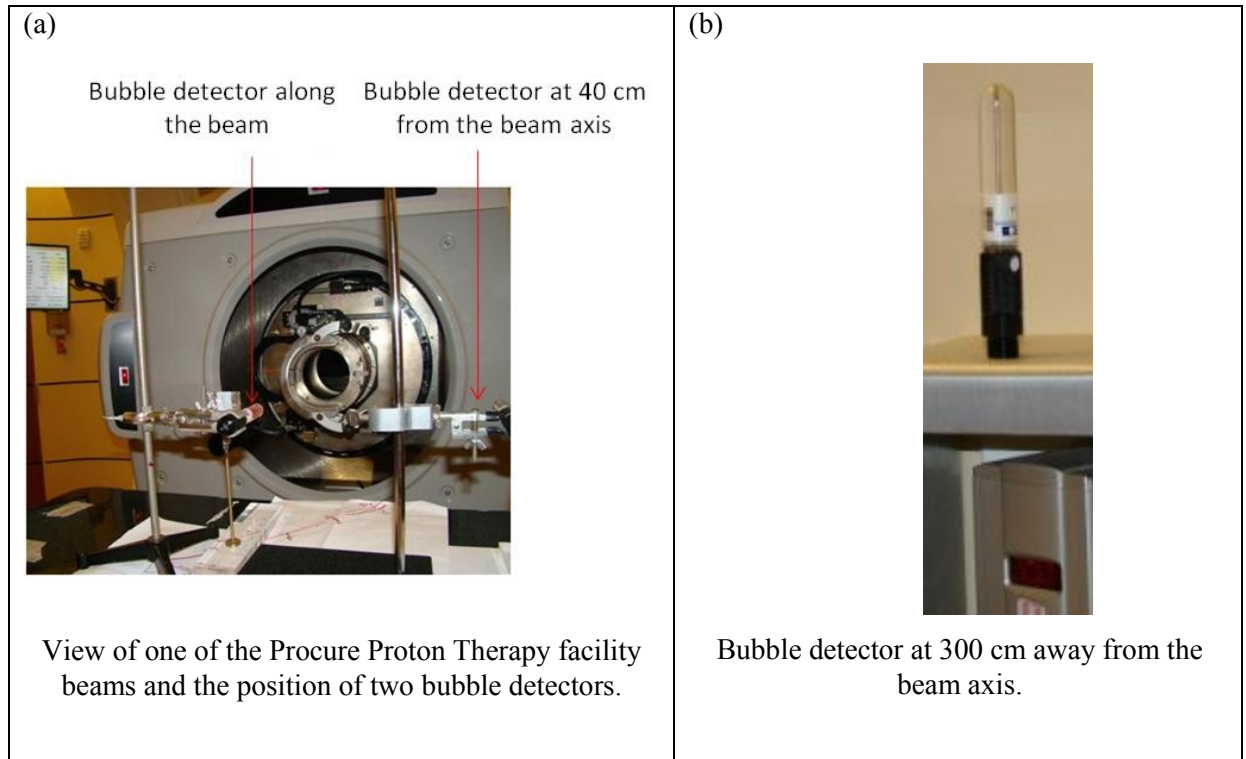 (a)
Bubble detector along
the beam
Bubble detector at 40 cm
from the beam axis
View of one of the Procure Proton Therapy facility
beams and the position of two bubble detectors.
(b)
Bubble detector at 300 cm away from the
beam axis.